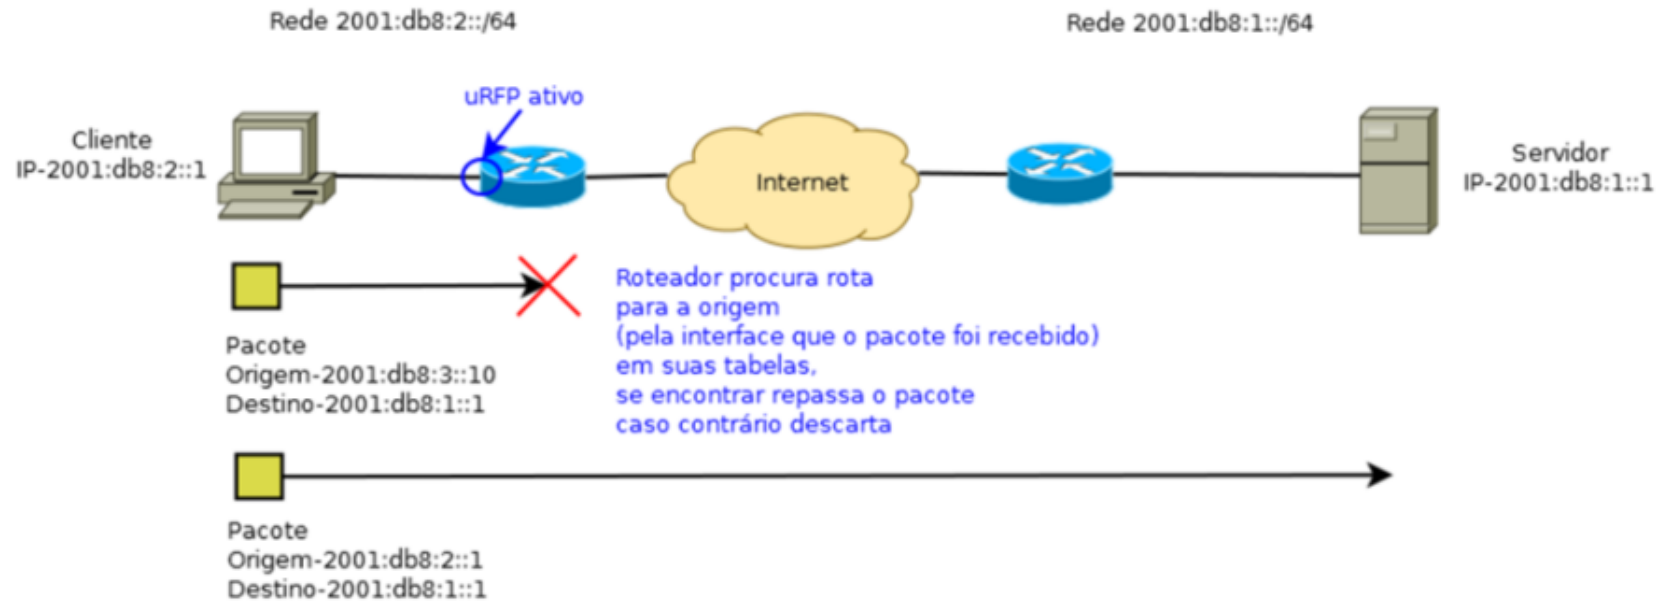 Rede 2001:db8:2::/64
Rede 2001:db8:1::/64
uRFP ativo
Cliente
IP-2001:db8:2::1
Internet
Servidor
IP-2001:db8:1::1
Roteador procura rota
para a origem
(pela interface que o pacote foi recebido)
em suas tabelas,
se encontrar repassa o pacote
caso contrário descarta
Pacote
Origem-2001:db8:3::10
Destino-2001:db8:1::1
Pacote
Origem-2001:db8:2::1
Destino-2001:db8:1::1